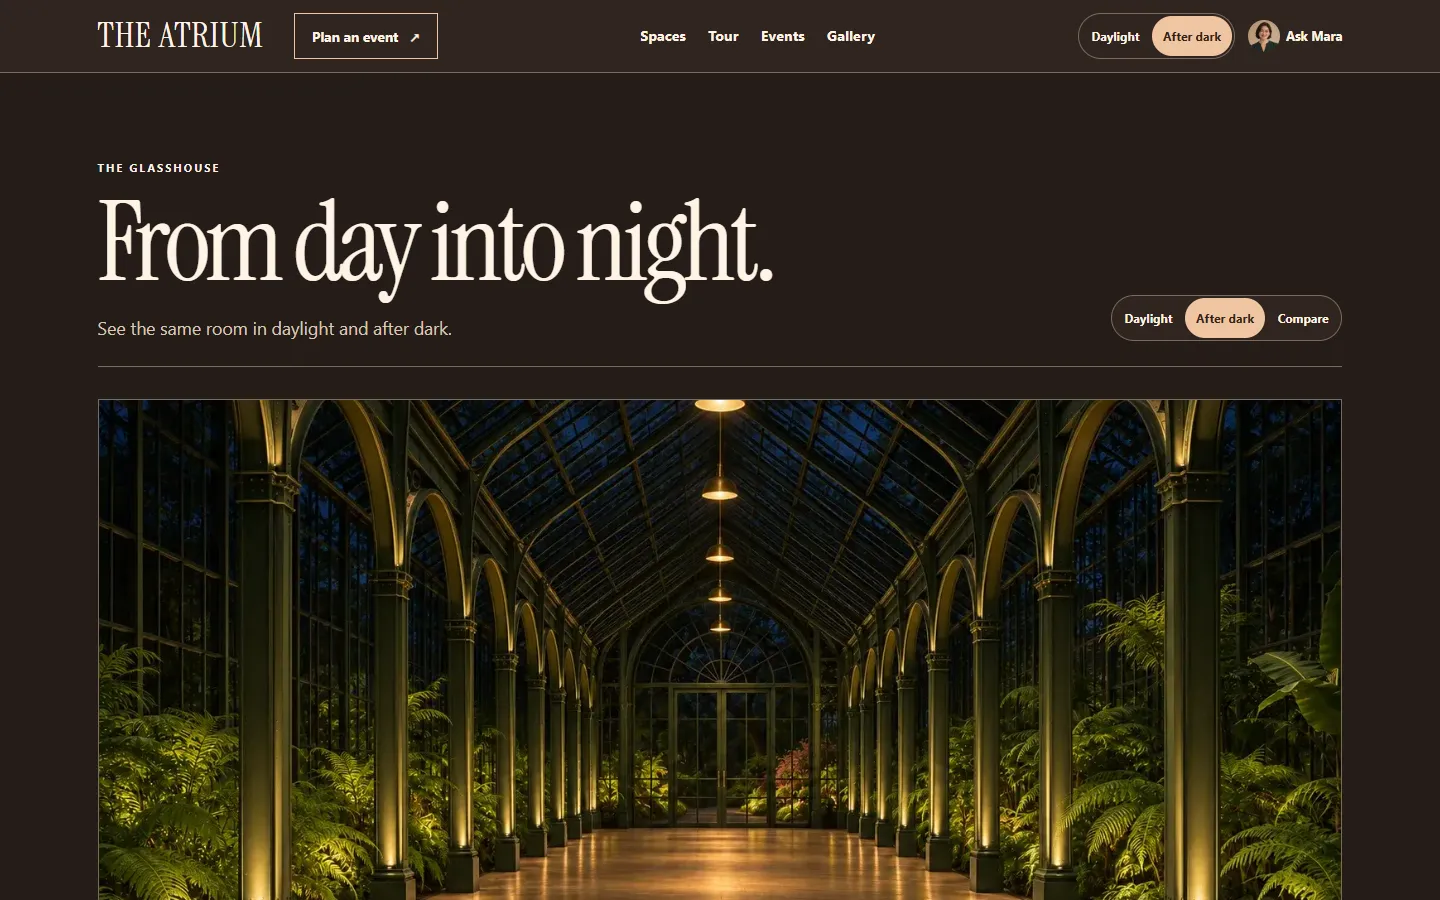 THE ATRIUM
Plan an event ↗
Spaces
Tour
Events
Gallery
Daylight
After dark
Ask Mara
THE GLASSHOUSE
From day into night.
See the same room in daylight and after dark.
Daylight
After dark
Compare